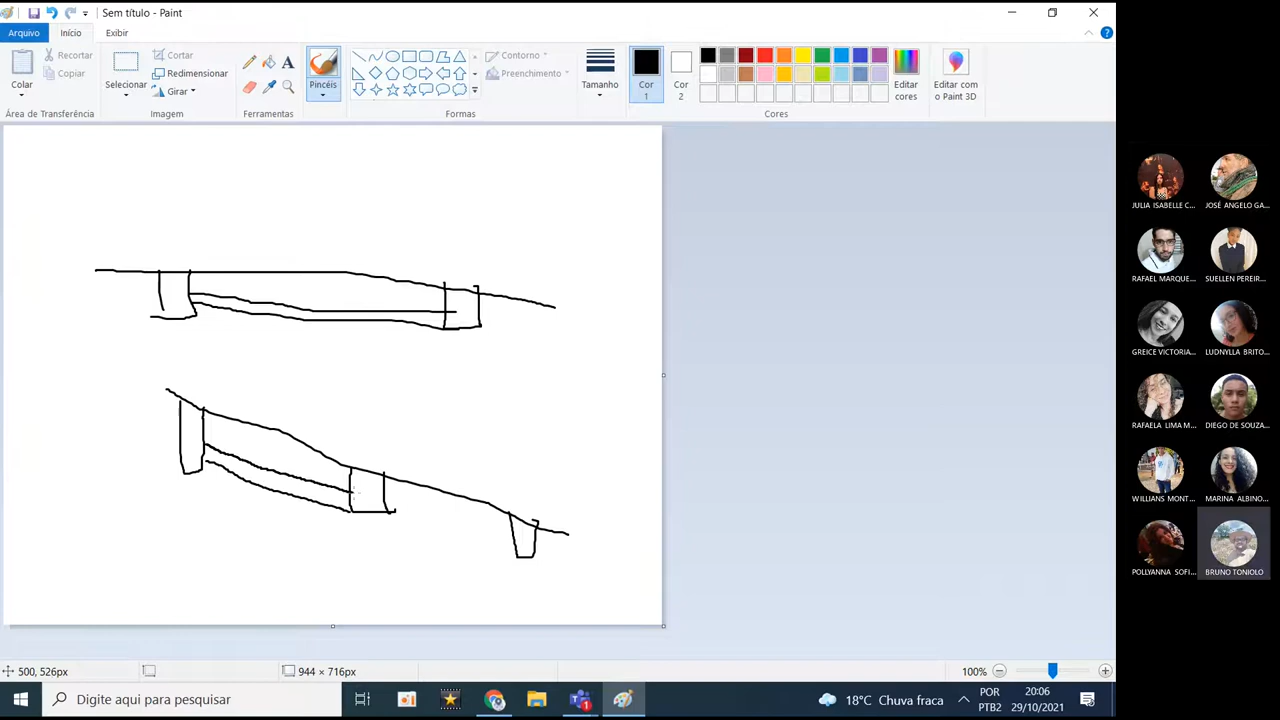 Sem título - Paint
Arquivo Início Exibir
Colar
Recortar
Copiar
Área de Transferência
Selecionar
Cortar
Redimensionar
Girar
Imagem
A
Ferramentas
Pincéis
Contorno
Preenchimento
Formas
Tamanho
Cor
1
Cor
2
Editar
cores
Cores
Editar com
o Paint 3D
JULIA ISABELLE C... JOSÉ ANGELO GA...
RAFAEL MARQUE... SUELLEN PEREIR...
GREICE VICTORIA... LUDNYLLA BRITO...
RAFAELA LIMA M... DIEGO DE SOUZA...
WILLIANS MONT... MARINA ALBINO...
POLLYANNA SOFI... BRUNO TONIOLO
500, 526px
944 × 716px
100%
Digite aqui para pesquisar
1
18°C Chuva fraca
POR
PTB2
20:06
29/10/2021